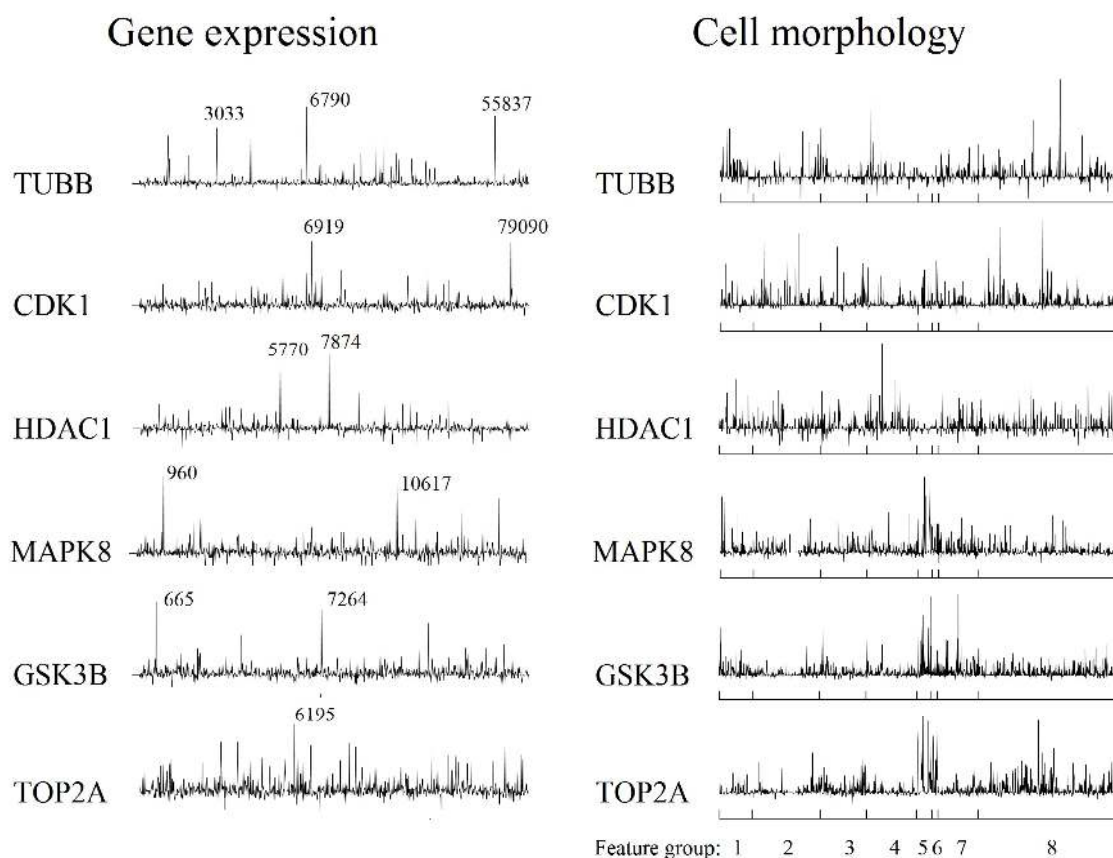 Gene expression
Cell morphology
3033
6790
55837
TUBB
TUBB
6919
79090
CDK1
CDK1
5770
7874
HDAC1
HDAC1
960
10617
MAPK8
MAPK8
665
7264
GSK3B
GSK3B
6195
TOP2A
TOP2A
Feature group: 1 2 3 4 5 6 7 8